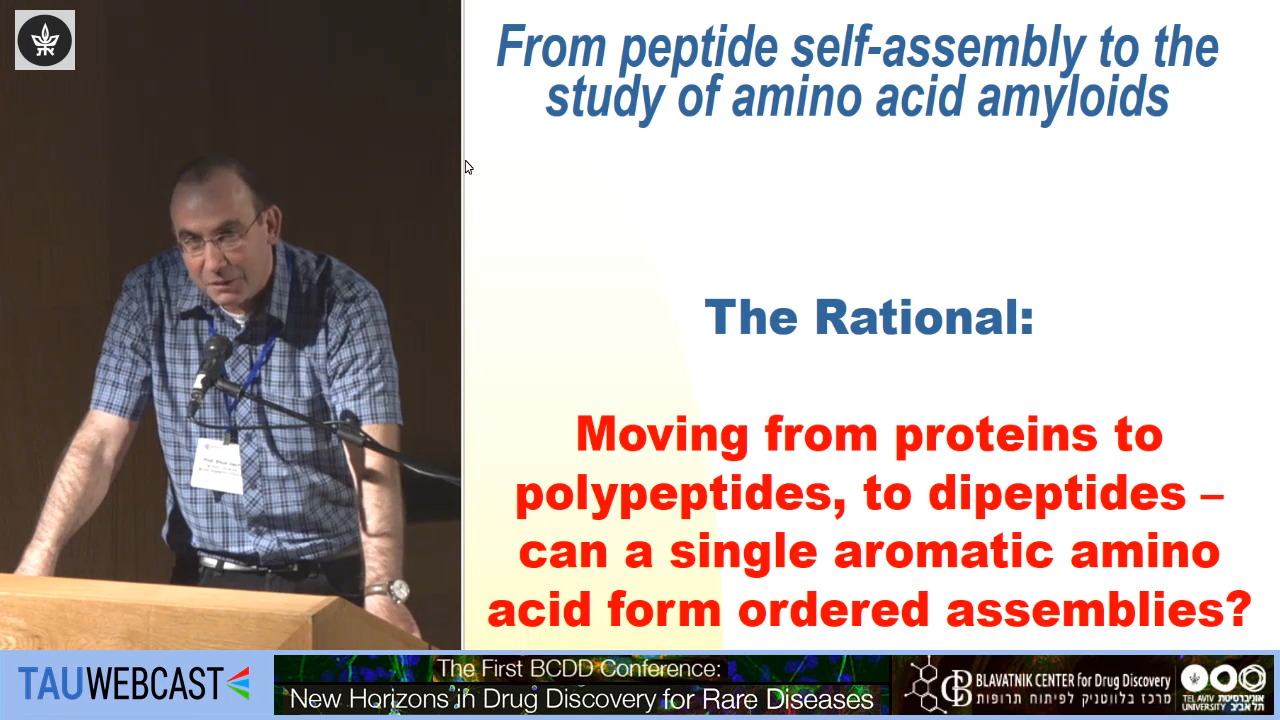 From peptide self-assembly to the
study of amino acid amyloids
The Rational:
Moving from proteins to
polypeptides, to dipeptides –
can a single aromatic amino
acid form ordered assemblies?
TAUWEBCAST
The First BCDD Conference:
New Horizons in Drug Discovery for Rare Diseases
BLAVATNIK CENTER for Drug Discovery
מרכז בלווטניק לפיתוח תרופות
TEL AVIV UNIVERSITY
אוניברסיטת תל אביב